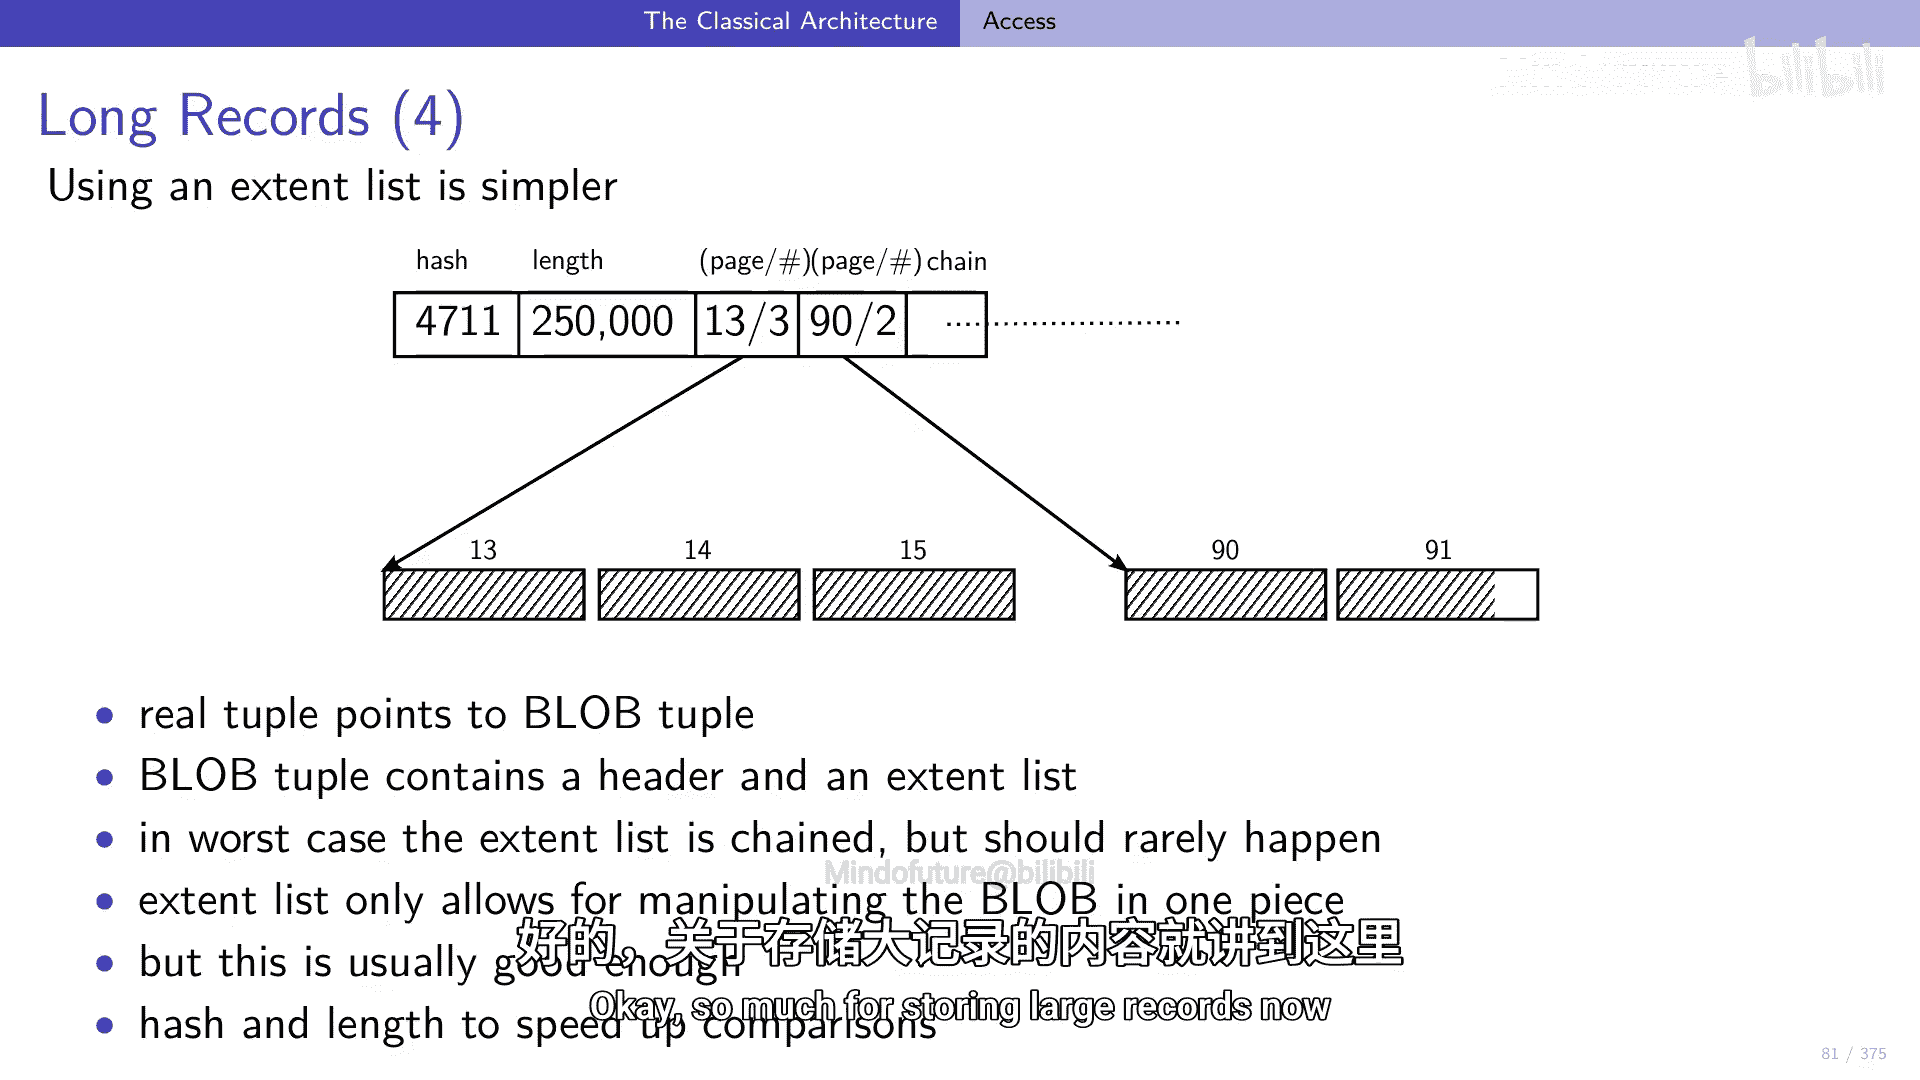 The Classical Architecture Access
bilibili
Long Records (4)
Using an extent list is simpler
hash length (page/#)(page/#) chain
4711 250,000 13/3 90/2
13 14 15 90 91
• real tuple points to BLOB tuple
• BLOB tuple contains a header and an extent list
• in worst case the extent list is chained, but should rarely happen
Mindofuture@bilibili
• extent list only allows for manipulating the BLOB in one piece
好的，关于存储大记录的内容就讲到这里
• but this is usually good enough
Okay, so much for storing large records now
• hash and length to speed up comparisons
81 / 375